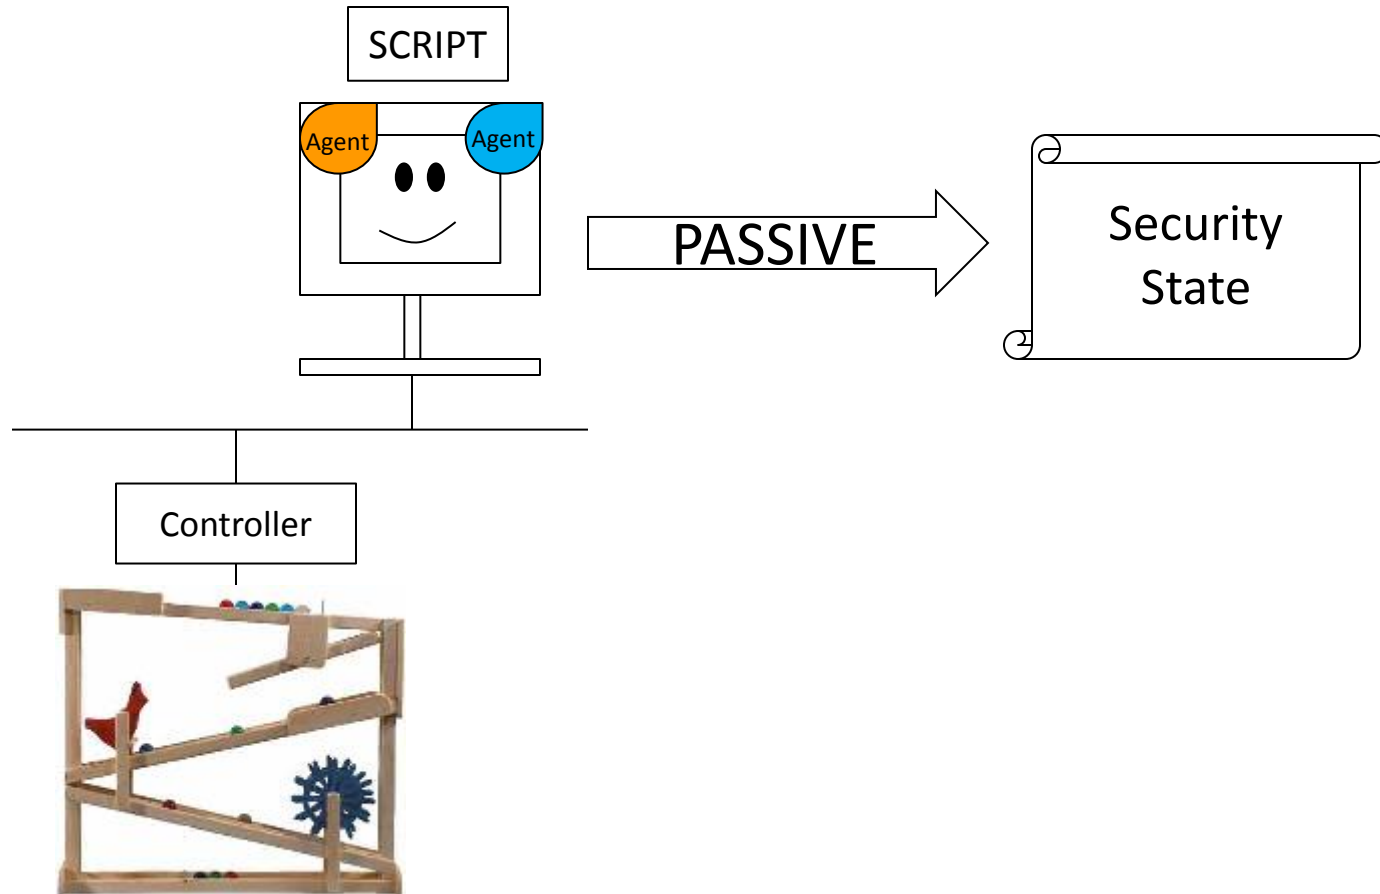 SCRIPT
Agent
Agent
PASSIVE
Security
State
Controller